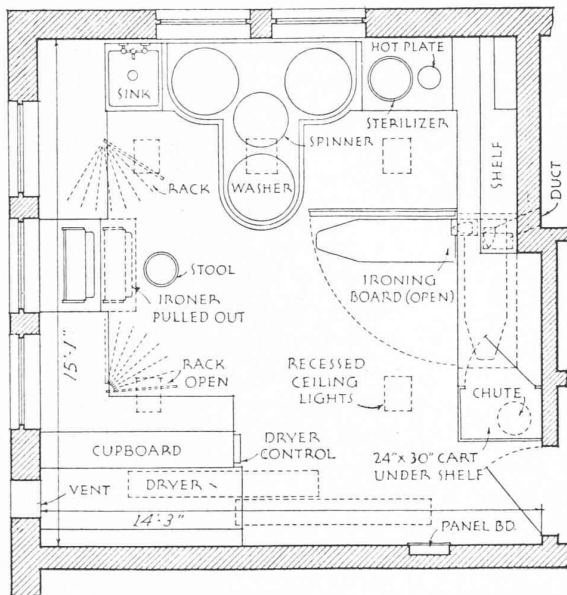 HOT PLATE
SINK
STERILIZER
SPINNER
RACK
WASHER
SHELF
DUCT
STOOL
IRONING
BOARD (OPEN)
IRONER
PULLED OUT
15'-1"
RACK
OPEN
RECESSED
CEILING
LIGHTS
CHUTE
CUPBOARD
DRYER
CONTROL
24" x 30" CART
UNDER SHELF
VENT
DRYER
14'-3"
PANEL BD.